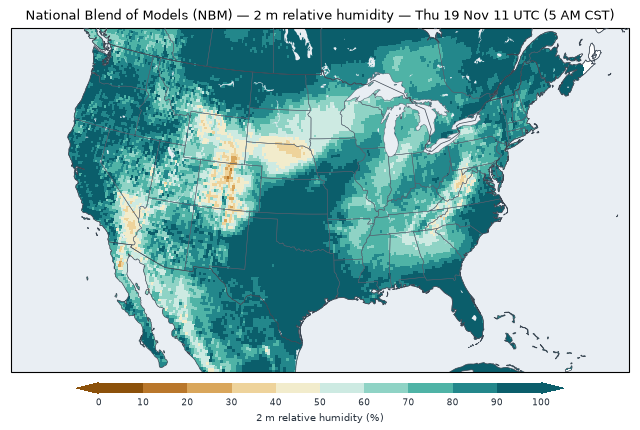 National Blend of Models (NBM) — 2 m relative humidity — Thu 19 Nov 11 UTC (5 AM CST)
0 10 20 30 40 50 60 70 80 90 100
2 m relative humidity (%)